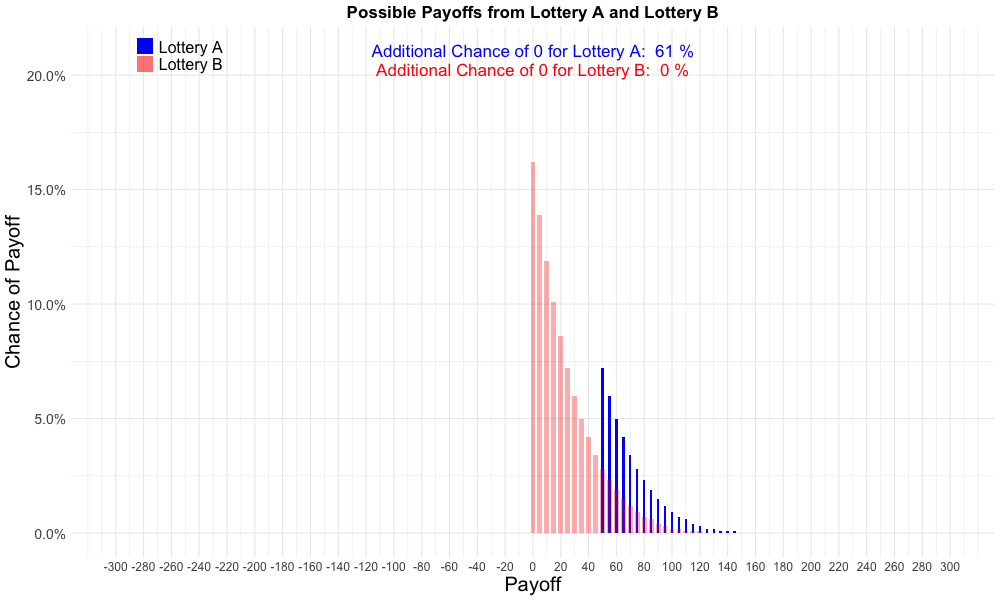 Possible Payoffs from Lottery A and Lottery B
Lottery A
Lottery B
Additional Chance of 0 for Lottery A:  61 %
Additional Chance of 0 for Lottery B:  0 %
Chance of Payoff
20.0%
15.0%
10.0%
5.0%
0.0%
-300 -280 -260 -240 -220 -200 -180 -160 -140 -120 -100 -80 -60 -40 -20 0 20 40 60 80 100 120 140 160 180 200 220 240 260 280 300
Payoff